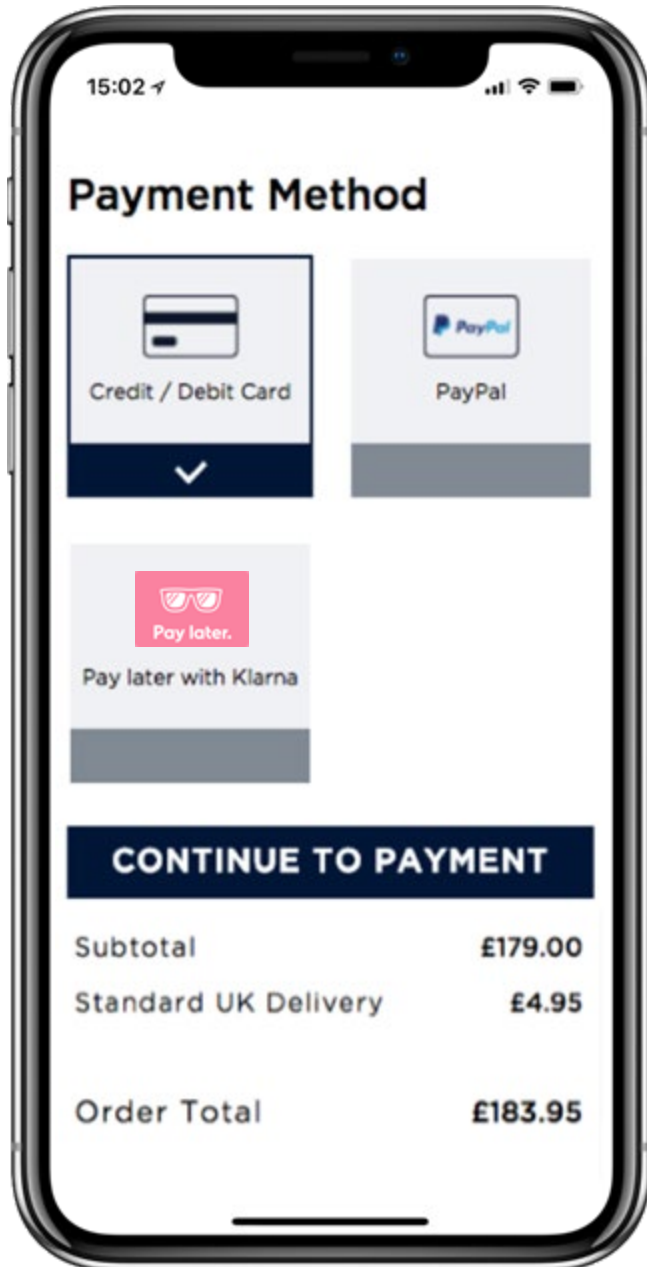 15:02
Payment Method
Credit / Debit Card
PayPal
PayPal
Pay later.
Pay later with Klarna
CONTINUE TO PAYMENT
Subtotal £179.00
Standard UK Delivery £4.95
Order Total £183.95